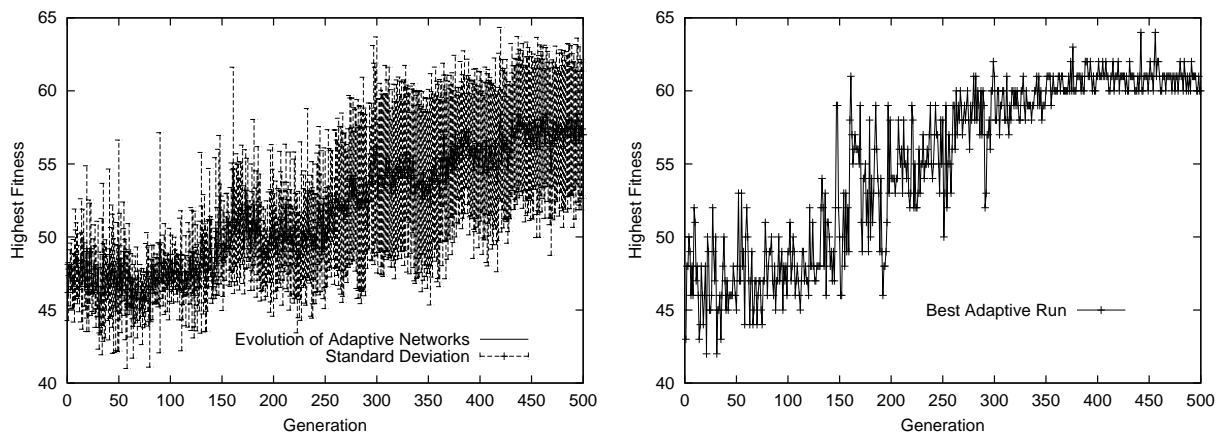 65
60
55
50
45
40
Highest Fitness
Evolution of Adaptive Networks
Standard Deviation
0 50 100 150 200 250 300 350 400 450 500
Generation
65
60
55
50
45
40
Highest Fitness
Best Adaptive Run
0 50 100 150 200 250 300 350 400 450 500
Generation